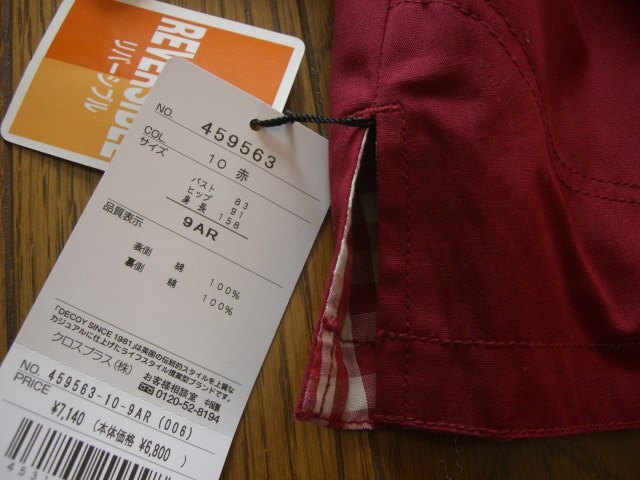 REVERSIBLE
リバーシブル
NO. 459563
COL. 10 赤
サイズ
バスト 83
ヒップ 91
身長 158
9AR
品質表示
表側 綿 100%
裏側 綿 100%
「DECOY SINCE 1981」は英国の伝統的スタイルを上質な
カジュアルに仕上げたライフスタイル提案型ブランドです。
クロスプラス(株)
お客様相談室 中国製
0120-52-8194
NO. 459563-10-9AR (006)
PRICE
¥7,140 (本体価格 ¥6,800 )